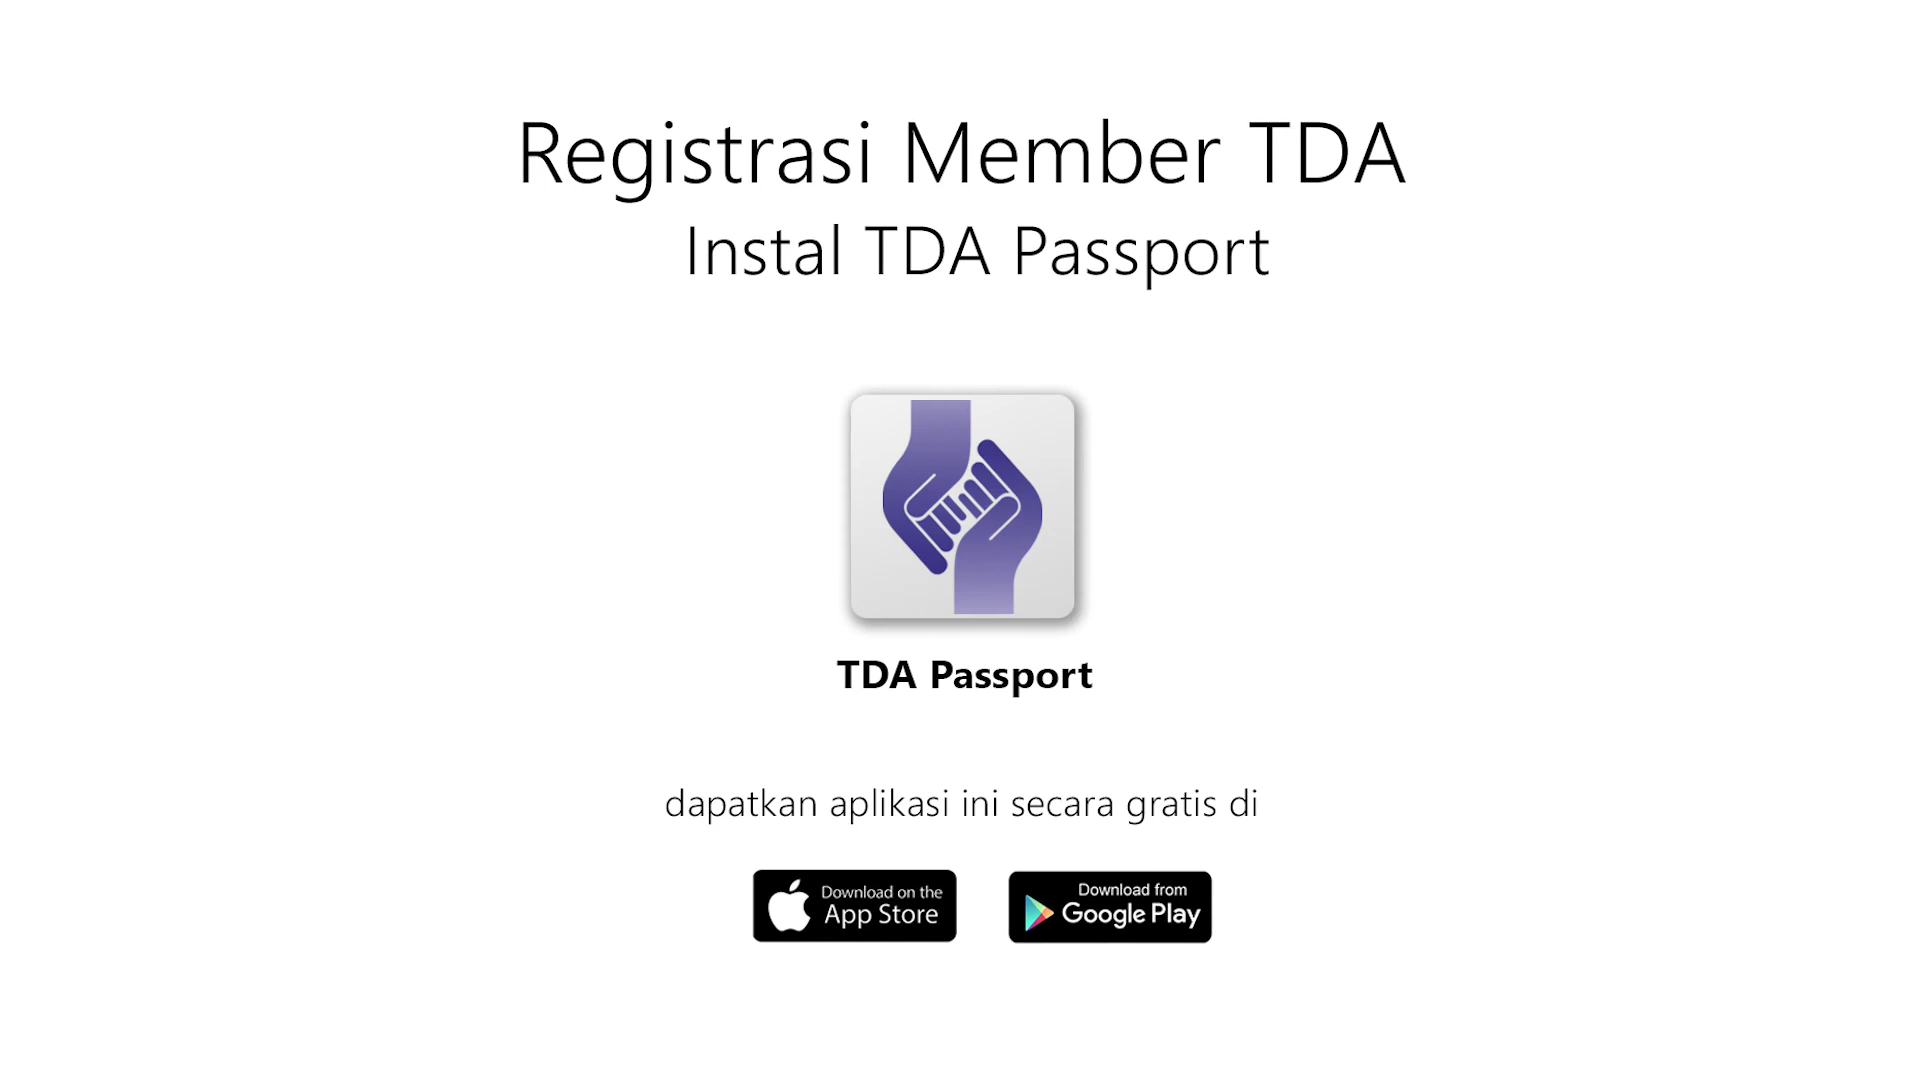 Registrasi Member TDA
Instal TDA Passport
TDA Passport
dapatkan aplikasi ini secara gratis di
Download on the
App Store
Download from
Google Play